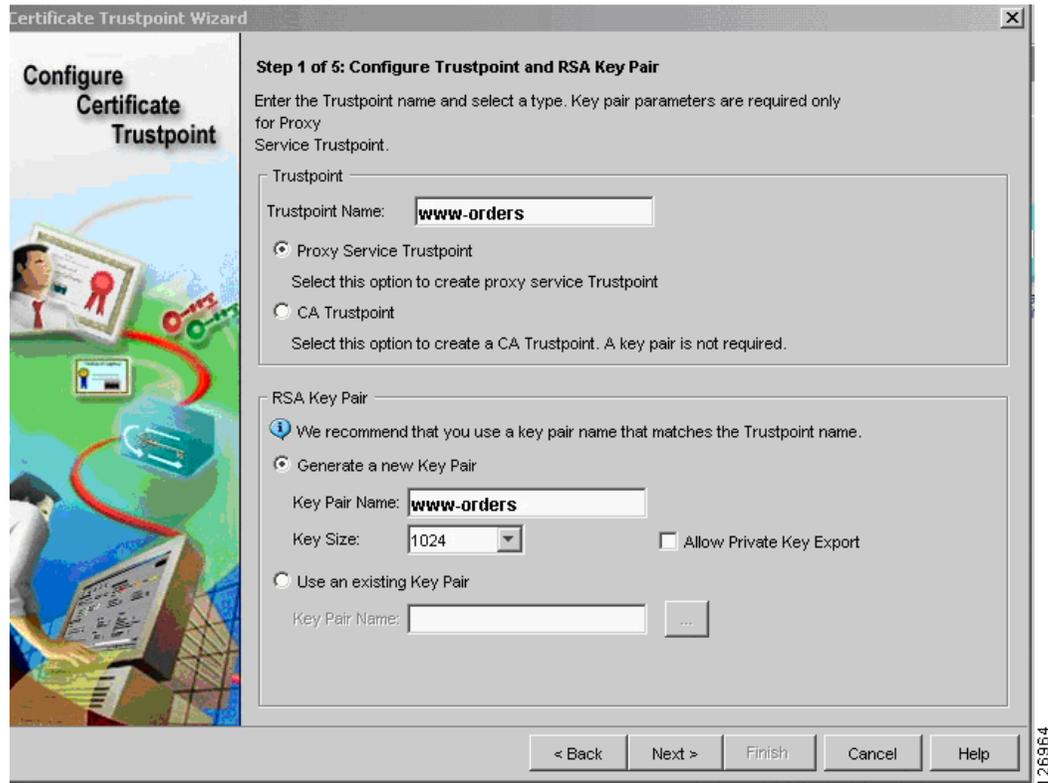 Certificate Trustpoint Wizard
Configure
Certificate
Trustpoint
Step 1 of 5: Configure Trustpoint and RSA Key Pair
Enter the Trustpoint name and select a type. Key pair parameters are required only
for Proxy
Service Trustpoint.
Trustpoint
Trustpoint Name: www-orders
Proxy Service Trustpoint
Select this option to create proxy service Trustpoint
CA Trustpoint
Select this option to create a CA Trustpoint. A key pair is not required.
RSA Key Pair
We recommend that you use a key pair name that matches the Trustpoint name.
Generate a new Key Pair
Key Pair Name: www-orders
Key Size: 1024 Allow Private Key Export
Use an existing Key Pair
Key Pair Name: ...
< Back Next > Finish Cancel Help
26964